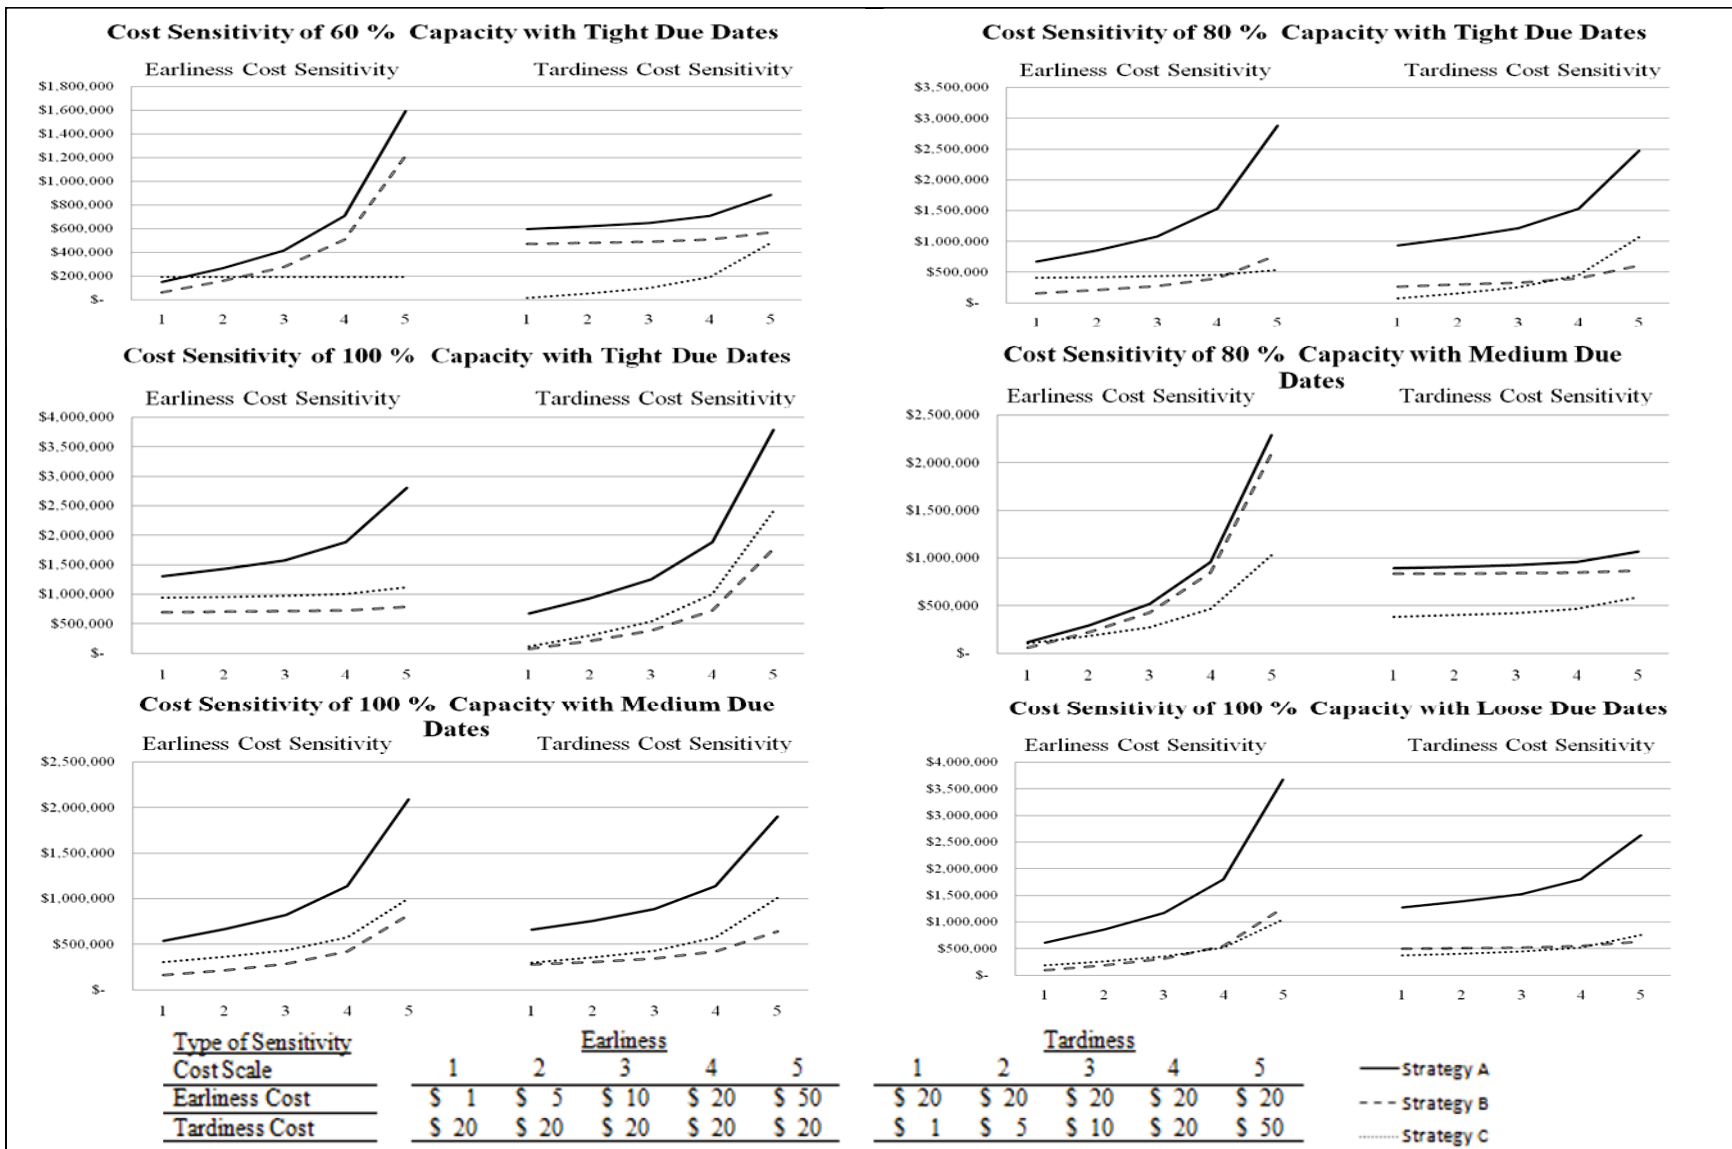 Cost Sensitivity of 60 % Capacity with Tight Due Dates
Earliness Cost Sensitivity
Tardiness Cost Sensitivity
$1,800,000
$1,600,000
$1,400,000
$1,200,000
$1,000,000
$800,000
$600,000
$400,000
$200,000
$-
1 2 3 4 5 1 2 3 4 5
Cost Sensitivity of 80 % Capacity with Tight Due Dates
Earliness Cost Sensitivity
Tardiness Cost Sensitivity
$3,500,000
$3,000,000
$2,500,000
$2,000,000
$1,500,000
$1,000,000
$500,000
$-
1 2 3 4 5 1 2 3 4 5
Cost Sensitivity of 100 % Capacity with Tight Due Dates
Earliness Cost Sensitivity
Tardiness Cost Sensitivity
$4,000,000
$3,500,000
$3,000,000
$2,500,000
$2,000,000
$1,500,000
$1,000,000
$500,000
$-
1 2 3 4 5 1 2 3 4 5
Cost Sensitivity of 80 % Capacity with Medium Due
Dates
Earliness Cost Sensitivity
Tardiness Cost Sensitivity
$2,500,000
$2,000,000
$1,500,000
$1,000,000
$500,000
$-
1 2 3 4 5 1 2 3 4 5
Cost Sensitivity of 100 % Capacity with Medium Due
Dates
Earliness Cost Sensitivity
Tardiness Cost Sensitivity
$2,500,000
$2,000,000
$1,500,000
$1,000,000
$500,000
$-
1 2 3 4 5 1 2 3 4 5
Cost Sensitivity of 100 % Capacity with Loose Due Dates
Earliness Cost Sensitivity
Tardiness Cost Sensitivity
$4,000,000
$3,500,000
$3,000,000
$2,500,000
$2,000,000
$1,500,000
$1,000,000
$500,000
$-
1 2 3 4 5 1 2 3 4 5
Type of Sensitivity Earliness Tardiness
Cost Scale 1 2 3 4 5 1 2 3 4 5
Earliness Cost $ 1 $ 5 $ 10 $ 20 $ 50 $ 20 $ 20 $ 20 $ 20 $ 20
Tardiness Cost $ 20 $ 20 $ 20 $ 20 $ 20 $ 1 $ 5 $ 10 $ 20 $ 50
Strategy A
Strategy B
Strategy C